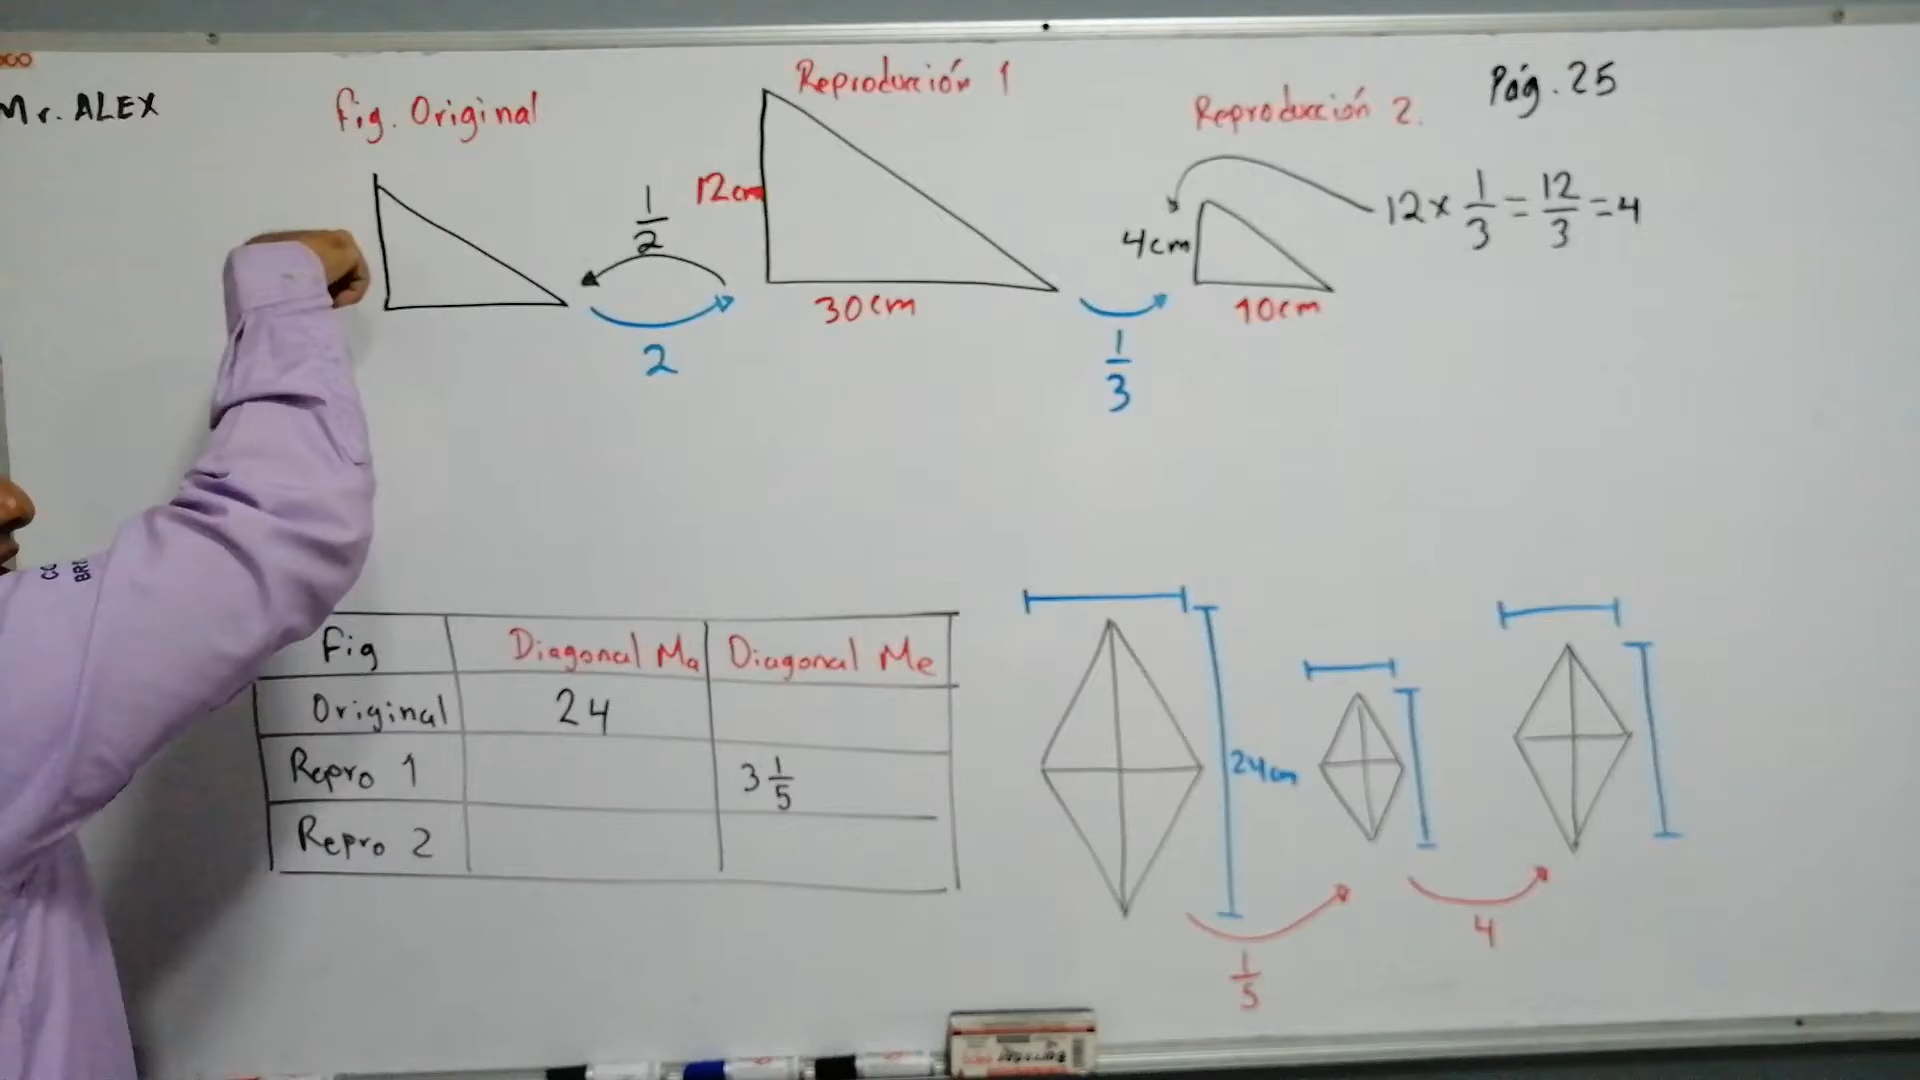 Mr. ALEX
fig. Original
Reproducción 1
Reproducción 2.
Pág. 25
1/2
2
12cm
30cm
1/3
4cm
10cm
12 x 1/3 = 12/3 = 4
Fig Diagonal Ma Diagonal Me
Original 24
Repro 1 3 1/5
Repro 2
24cm
1/5
4